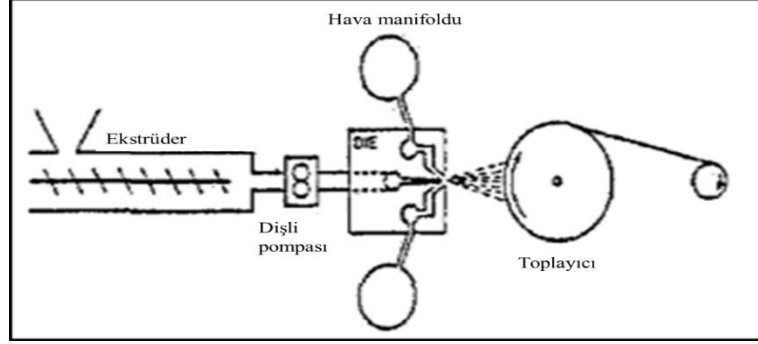 Hava manifoldu
Ekstrüder
DIE
Dişli
pompası
Toplayıcı